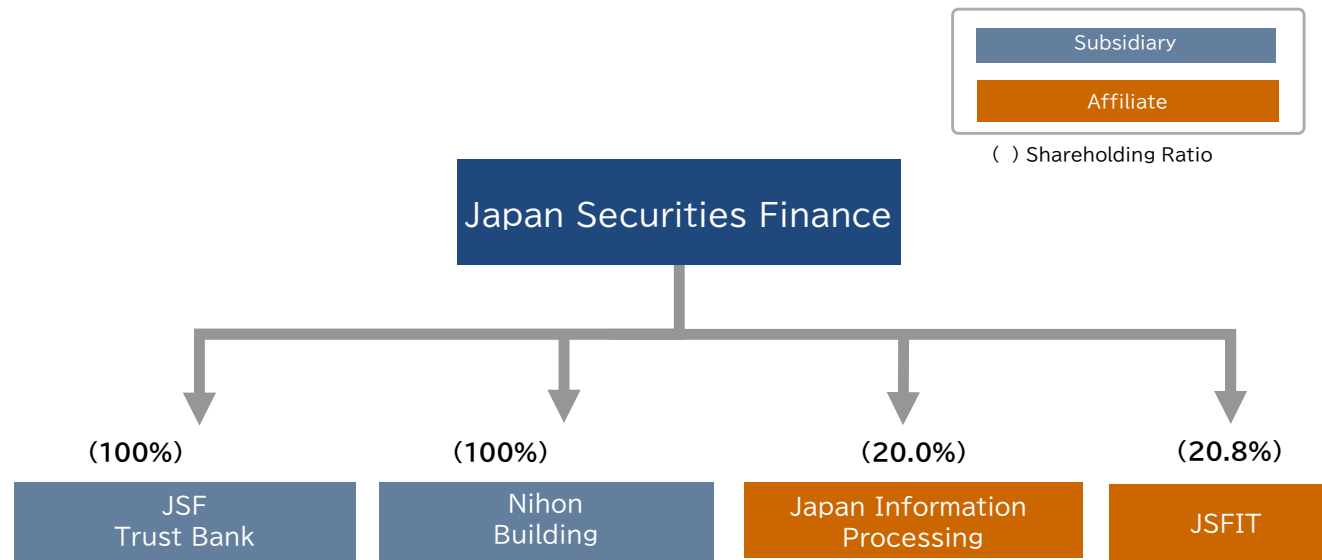 Subsidiary
Affiliate
( ) Shareholding Ratio
Japan Securities Finance
(100%)
(100%)
(20.0%)
(20.8%)
JSF
Trust Bank
Nihon
Building
Japan Information
Processing
JSFIT